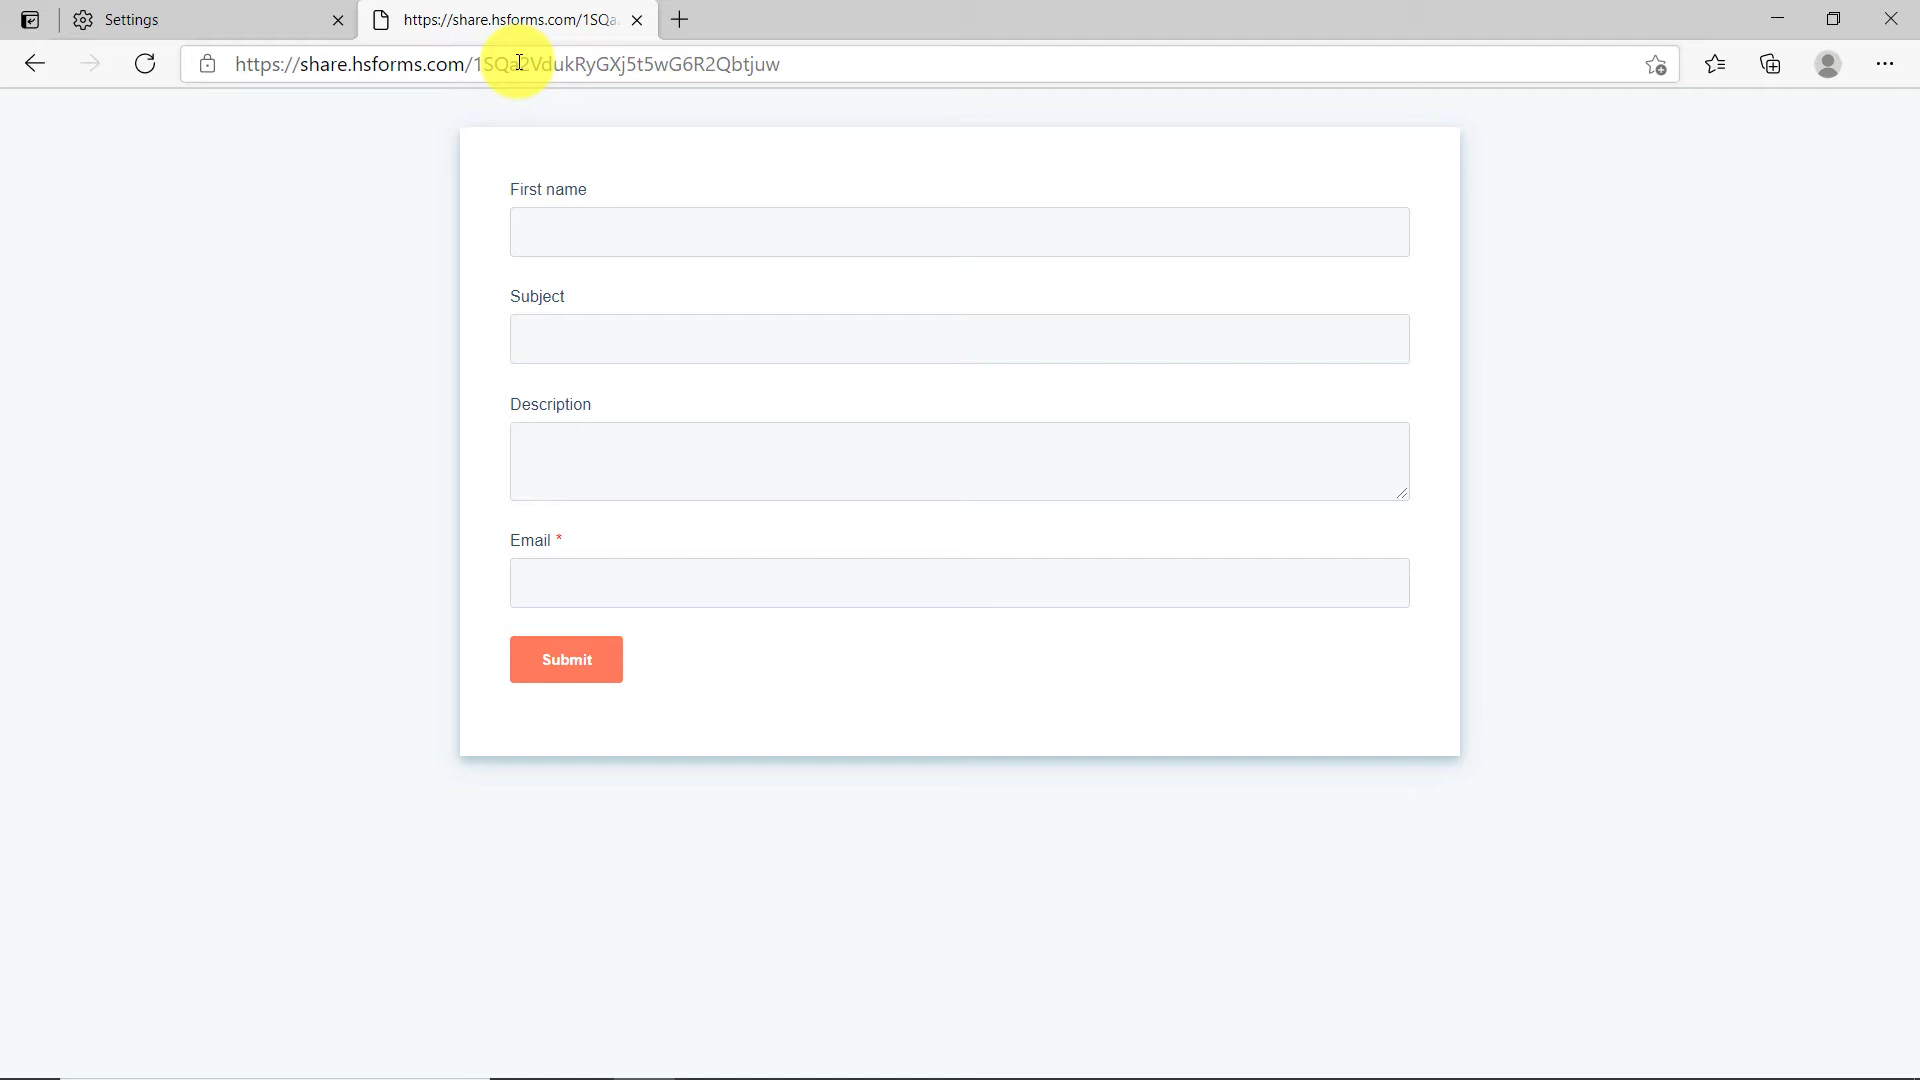 Settings
https://share.hsforms.com/1SQa
https://share.hsforms.com/1SQa2VdukRyGXj5t5wG6R2Qbtjuw
First name
Subject
Description
Email *
Submit